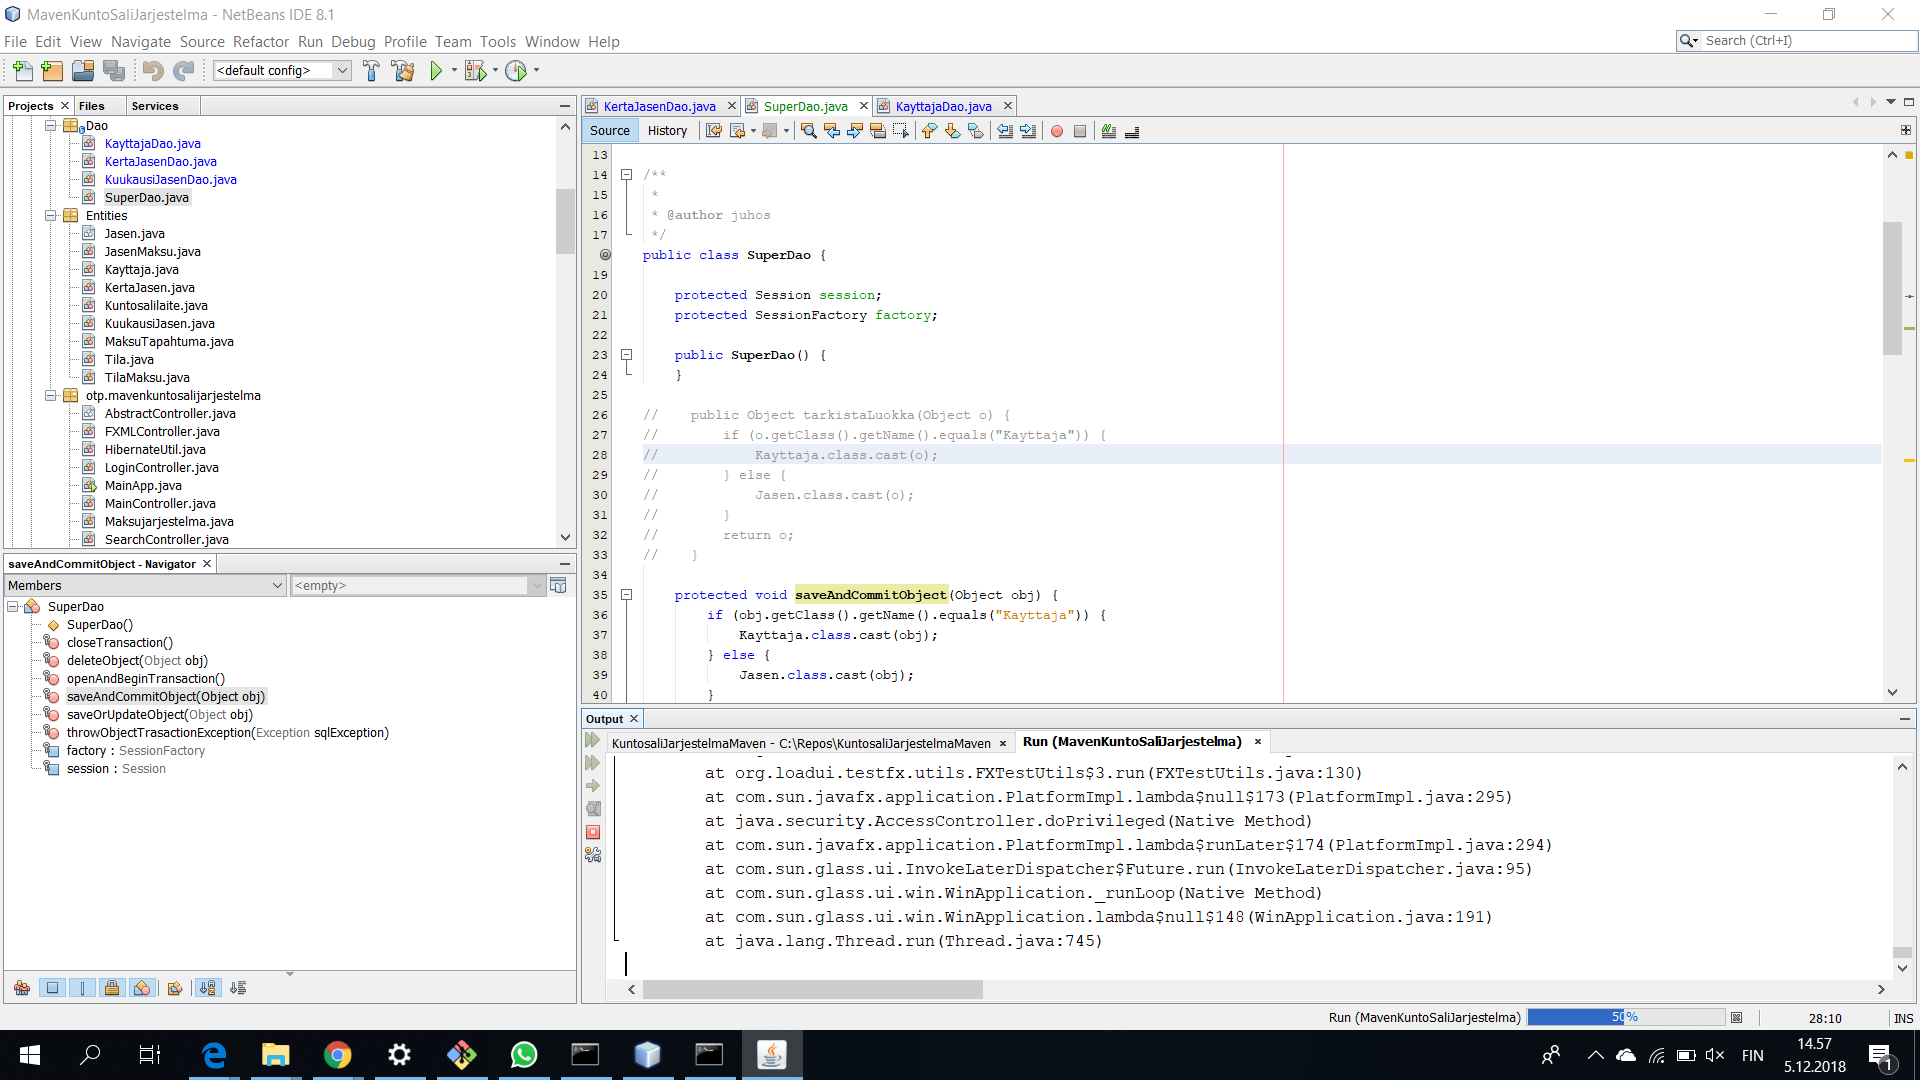 MavenKuntoSaliJarjestelma - NetBeans IDE 8.1
File Edit View Navigate Source Refactor Run Debug Profile Team Tools Window Help
Search (Ctrl+I)
<default config>
Projects Files Services
Dao
KayttajaDao.java
KertaJasenDao.java
KuukausiJasenDao.java
SuperDao.java
Entities
Jasen.java
JasenMaksu.java
Kayttaja.java
KertaJasen.java
Kuntosalilaite.java
KuukausiJasen.java
MaksuTapahtuma.java
Tila.java
TilaMaksu.java
otp.mavenkuntosalijarjestelma
AbstractController.java
FXMLController.java
HibernateUtil.java
LoginController.java
MainApp.java
MainController.java
Maksujarjestelma.java
SearchController.java
saveAndCommitObject - Navigator
Members <empty>
SuperDao
SuperDao()
closeTransaction()
deleteObject(Object obj)
openAndBeginTransaction()
saveAndCommitObject(Object obj)
saveOrUpdateObject(Object obj)
throwObjectTrasactionException(Exception sqlException)
factory : SessionFactory
session : Session
KertaJasenDao.java SuperDao.java KayttajaDao.java
Source History
13
14 /**
15 *
16 * @author juhos
17 */
public class SuperDao {
19
20 protected Session session;
21 protected SessionFactory factory;
22
23 public SuperDao() {
24 }
25
26 // public Object tarkistaLuokka(Object o) {
27 // if (o.getClass().getName().equals("Kayttaja")) {
28 // Kayttaja.class.cast(o);
29 // } else {
30 // Jasen.class.cast(o);
31 // }
32 // return o;
33 // }
34
35 protected void saveAndCommitObject(Object obj) {
36 if (obj.getClass().getName().equals("Kayttaja")) {
37 Kayttaja.class.cast(obj);
38 } else {
39 Jasen.class.cast(obj);
40 }
Output
KuntosaliJarjestelmaMaven - C:\Repos\KuntosaliJarjestelmaMaven Run (MavenKuntoSaliJarjestelma)
at org.loadui.testfx.utils.FXTestUtils$3.run(FXTestUtils.java:130)
at com.sun.javafx.application.PlatformImpl.lambda$null$173(PlatformImpl.java:295)
at java.security.AccessController.doPrivileged(Native Method)
at com.sun.javafx.application.PlatformImpl.lambda$runLater$174(PlatformImpl.java:294)
at com.sun.glass.ui.InvokeLaterDispatcher$Future.run(InvokeLaterDispatcher.java:95)
at com.sun.glass.ui.win.WinApplication._runLoop(Native Method)
at com.sun.glass.ui.win.WinApplication.lambda$null$148(WinApplication.java:191)
at java.lang.Thread.run(Thread.java:745)
Run (MavenKuntoSaliJarjestelma) 50% 28:10 INS
FIN
14.57
5.12.2018
1